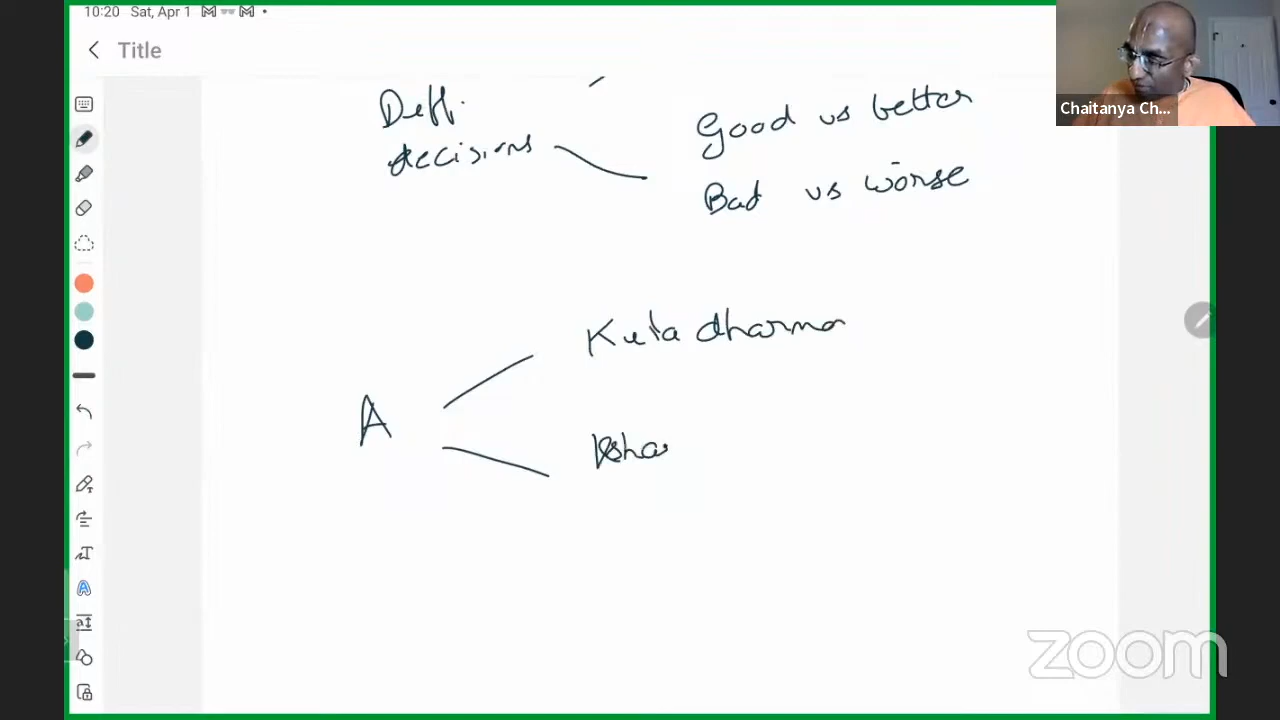 10:20 Sat, Apr 1
Title
Chaitanya Ch...
Deffi.
decisions
Good vs better
Bad vs worse
A
Kula dharma
Ksha
zoom